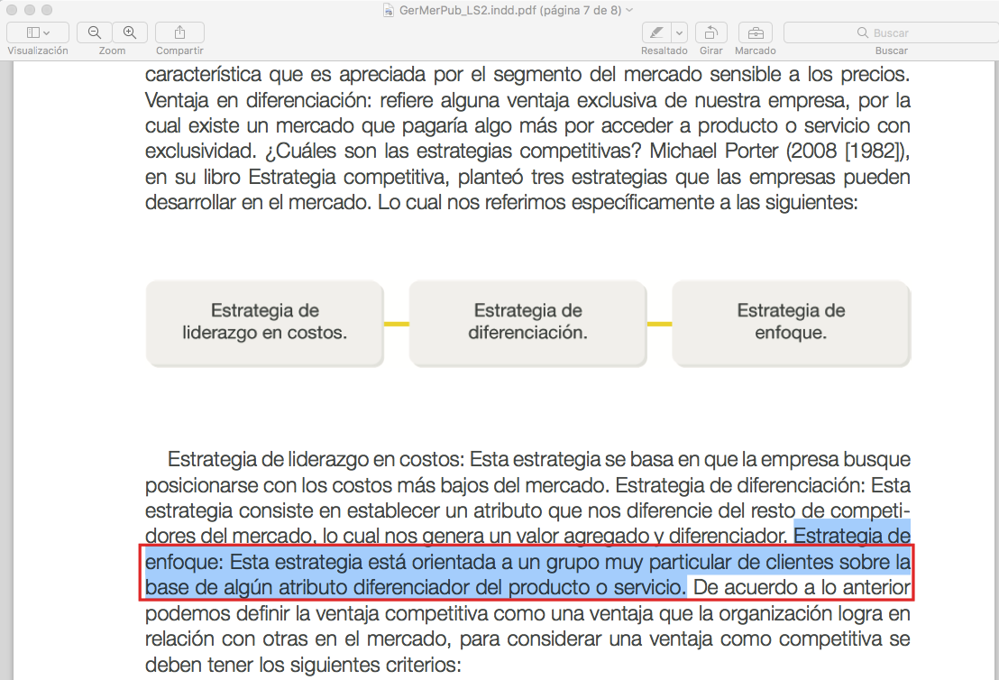 GerMerPub_LS2.indd.pdf (página 7 de 8)
Visualización
Zoom
Compartir
Resaltado
Girar
Marcado
Buscar
Buscar
característica que es apreciada por el segmento del mercado sensible a los precios.
Ventaja en diferenciación: refiere alguna ventaja exclusiva de nuestra empresa, por la
cual existe un mercado que pagaría algo más por acceder a producto o servicio con
exclusividad. ¿Cuáles son las estrategias competitivas? Michael Porter (2008 [1982]),
en su libro Estrategia competitiva, planteó tres estrategias que las empresas pueden
desarrollar en el mercado. Lo cual nos referimos específicamente a las siguientes:
Estrategia de
liderazgo en costos.
Estrategia de
diferenciación.
Estrategia de
enfoque.
Estrategia de liderazgo en costos: Esta estrategia se basa en que la empresa busque
posicionarse con los costos más bajos del mercado. Estrategia de diferenciación: Esta
estrategia consiste en establecer un atributo que nos diferencie del resto de competi-
dores del mercado, lo cual nos genera un valor agregado y diferenciador. Estrategia de
enfoque: Esta estrategia está orientada a un grupo muy particular de clientes sobre la
base de algún atributo diferenciador del producto o servicio. De acuerdo a lo anterior
podemos definir la ventaja competitiva como una ventaja que la organización logra en
relación con otras en el mercado, para considerar una ventaja como competitiva se
deben tener los siguientes criterios: